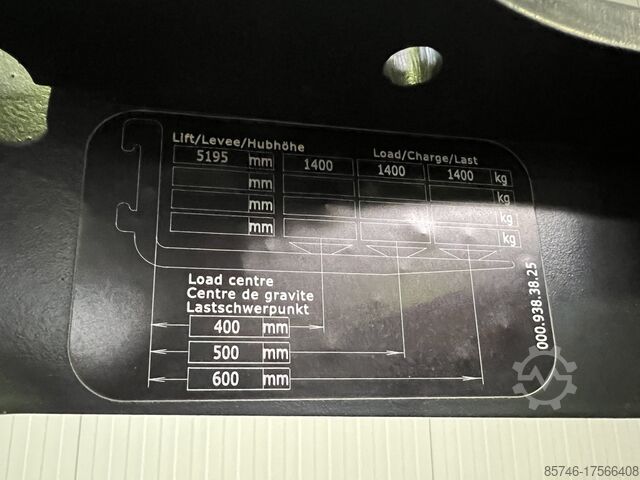 Lift/Levee/Hubhöhe Load/Charge/Last
5195 mm 1400 1400 1400 kg
mm kg
mm kg
mm kg
Load centre
Centre de gravite
Lastschwerpunkt
400 mm
500 mm
600 mm
000.938.38.25
85746-17566408